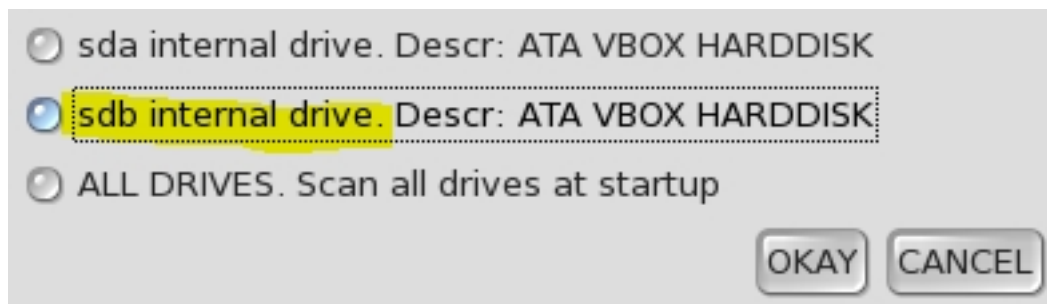 sda internal drive. Descr: ATA VBOX HARDDISK
sdb internal drive. Descr: ATA VBOX HARDDISK
ALL DRIVES. Scan all drives at startup
OKAY CANCEL